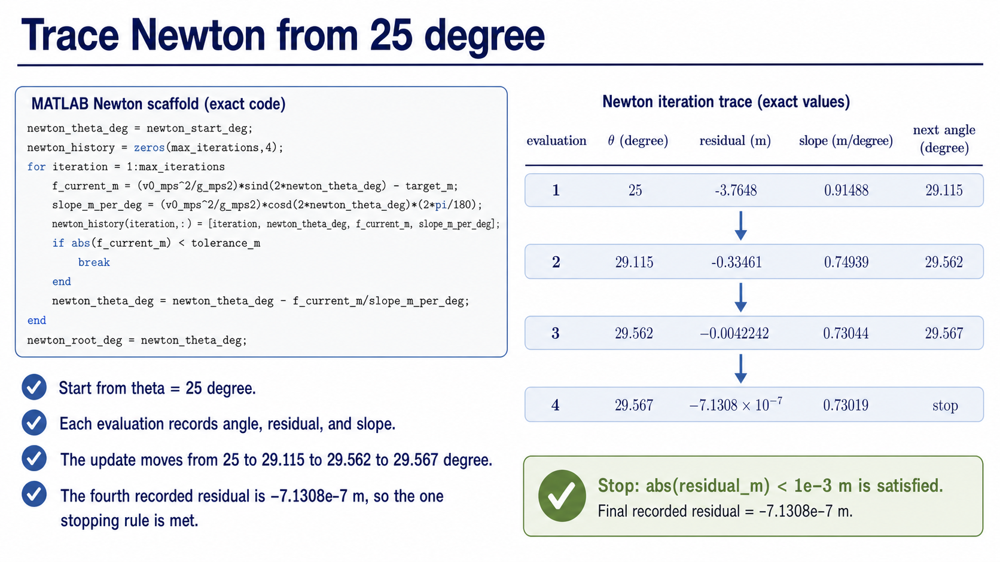 Trace Newton from 25 degree
MATLAB Newton scaffold (exact code)
newton_theta_deg = newton_start_deg;
newton_history = zeros(max_iterations,4);
for iteration = 1:max_iterations
    f_current_m = (v0_mps^2/g_mps2)*sind(2*newton_theta_deg) - target_m;
    slope_m_per_deg = (v0_mps^2/g_mps2)*cosd(2*newton_theta_deg)*(2*pi/180);
    newton_history(iteration,:) = [iteration, newton_theta_deg, f_current_m, slope_m_per_deg];
    if abs(f_current_m) < tolerance_m
        break
    end
    newton_theta_deg = newton_theta_deg - f_current_m/slope_m_per_deg;
end
newton_root_deg = newton_theta_deg;
Start from theta = 25 degree.
Each evaluation records angle, residual, and slope.
The update moves from 25 to 29.115 to 29.562 to 29.567 degree.
The fourth recorded residual is −7.1308e−7 m, so the one
stopping rule is met.
Newton iteration trace (exact values)
evaluation θ (degree) residual (m) slope (m/degree) next angle
(degree)
1 25 -3.7648 0.91488 29.115
2 29.115 -0.33461 0.74939 29.562
3 29.562 −0.0042242 0.73044 29.567
4 29.567 −7.1308 × 10⁻⁷ 0.73019 stop
Stop: abs(residual_m) < 1e−3 m is satisfied.
Final recorded residual = −7.1308e−7 m.